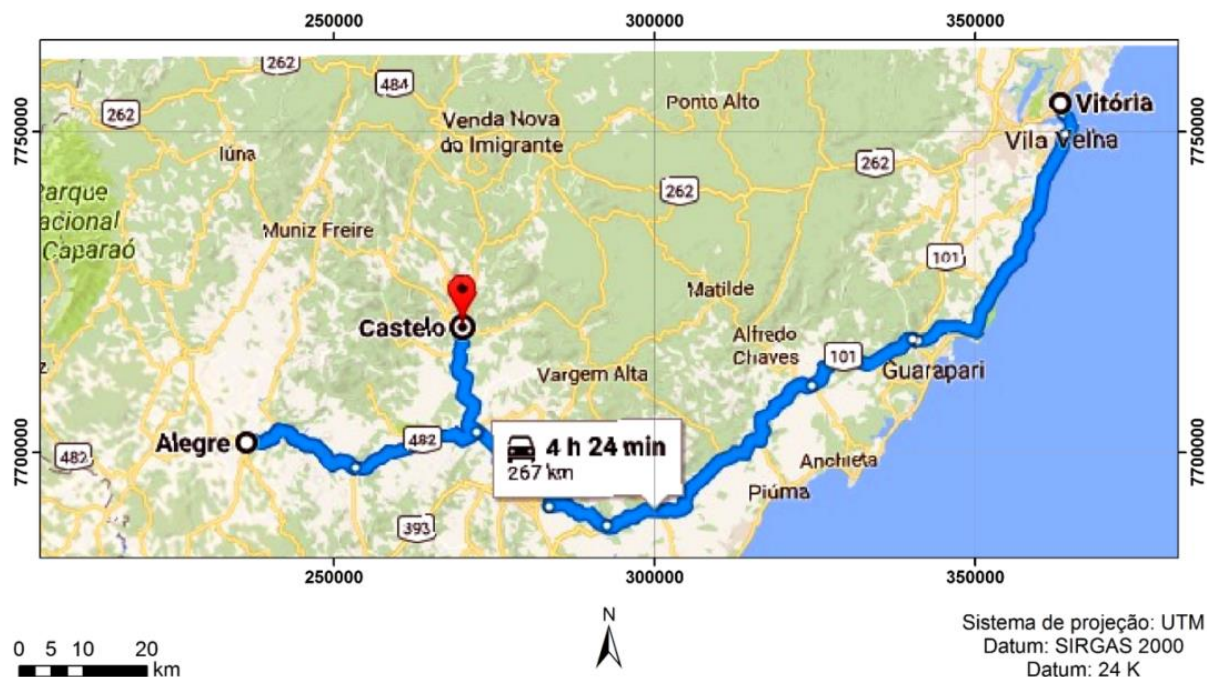 250000
300000
350000
262
484
262
Ponto Alto
Vitória
7750000
Venda Nova
do Imigrante
Iúna
Vila Velha
7750000
262
262
Parque
acional
Caparaó
Muniz Freire
101
Matilde
Castelo
Alfredo
Chaves
101
Vargem Alta
Guarapari
Alegre
482
4 h 24 min
267 km
482
7700000
7700000
Anchieta
Piúma
393
250000
300000
350000
N
0 5 10 20
km
Sistema de projeção: UTM
Datum: SIRGAS 2000
Datum: 24 K